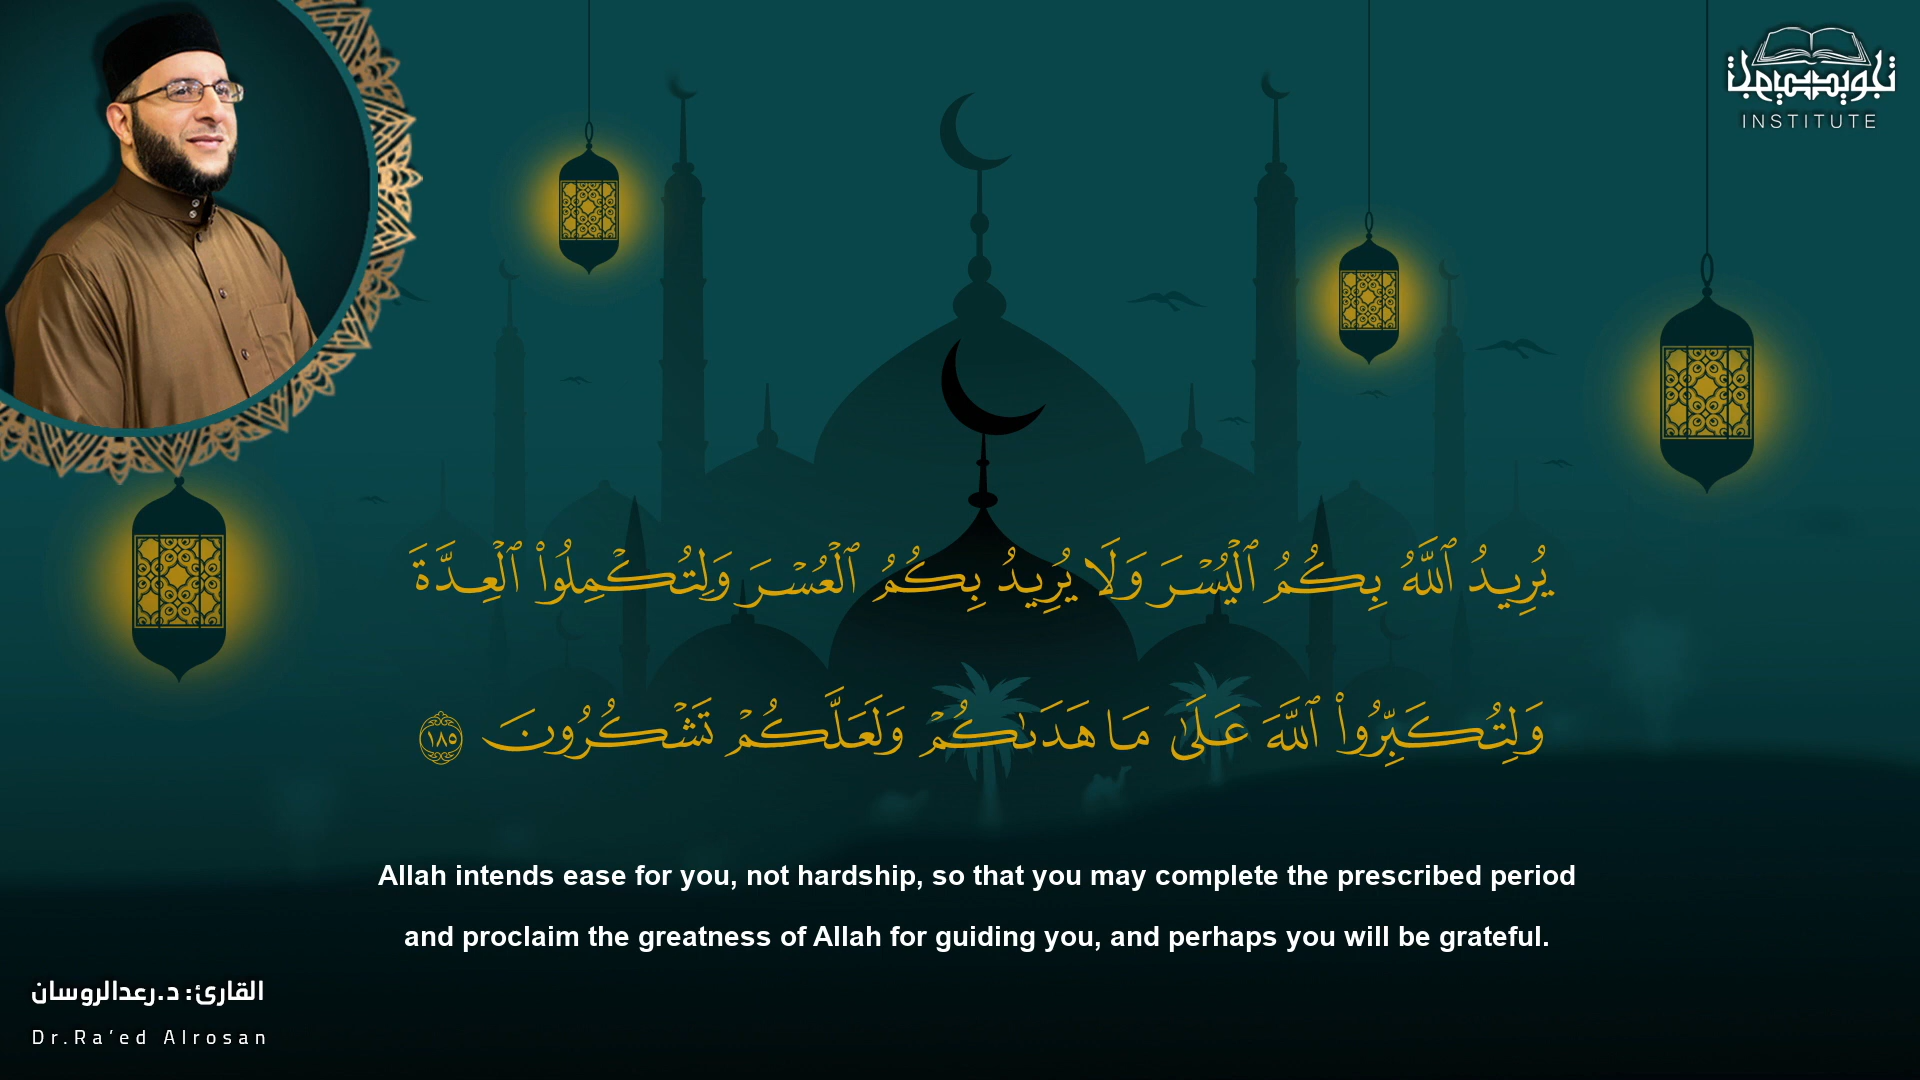 INSTITUTE
يُرِيدُ ٱللَّهُ بِكُمُ ٱلْيُسْرَ وَلَا يُرِيدُ بِكُمُ ٱلْعُسْرَ وَلِتُكْمِلُوا۟ ٱلْعِدَّةَ
وَلِتُكَبِّرُوا۟ ٱللَّهَ عَلَىٰ مَا هَدَىٰكُمْ وَلَعَلَّكُمْ تَشْكُرُونَ ١٨٥
Allah intends ease for you, not hardship, so that you may complete the prescribed period
and proclaim the greatness of Allah for guiding you, and perhaps you will be grateful.
القارئ: د.رعدالروسان
Dr.Ra’ed Alrosan